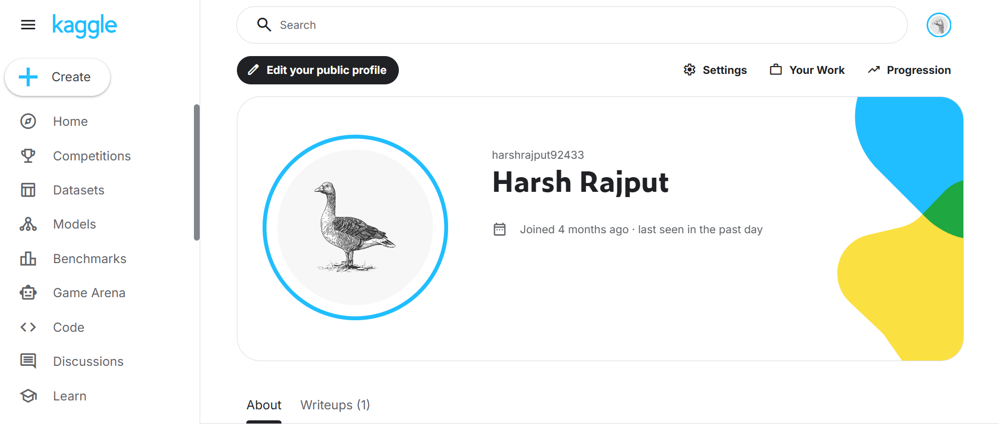 kaggle
Search
Create
Edit your public profile
Settings
Your Work
Progression
Home
Competitions
Datasets
Models
Benchmarks
Game Arena
Code
Discussions
Learn
harshrajput92433
Harsh Rajput
Joined 4 months ago · last seen in the past day
About
Writeups (1)